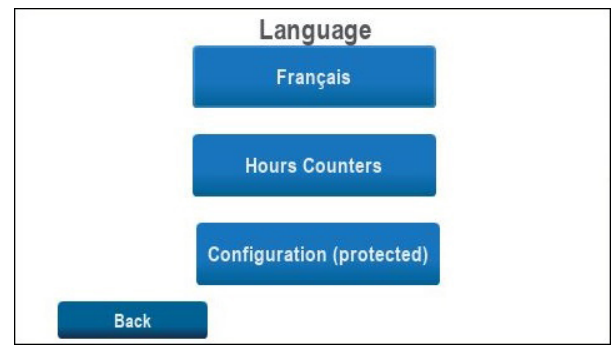 Language
Français
Hours Counters
Configuration (protected)
Back